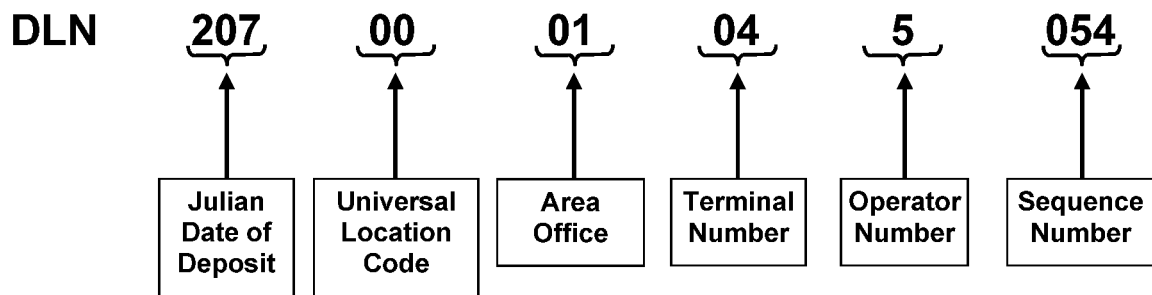 DLN 207 00 01 04 5 054
Julian
Date of
Deposit
Universal
Location
Code
Area
Office
Terminal
Number
Operator
Number
Sequence
Number